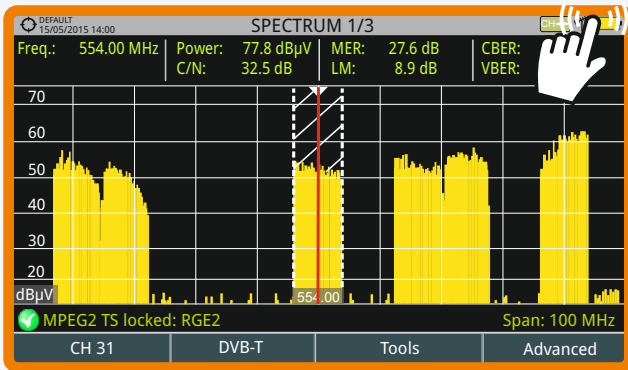 DEFAULT
15/05/2015 14:00
SPECTRUM 1/3
CH
Freq.: 554.00 MHz
Power: 77.8 dBµV
MER: 27.6 dB
CBER:
C/N: 32.5 dB
LM: 8.9 dB
VBER:
70
60
50
40
30
20
dBµV
554.00
MPEG2 TS locked: RGE2
Span: 100 MHz
CH 31
DVB-T
Tools
Advanced